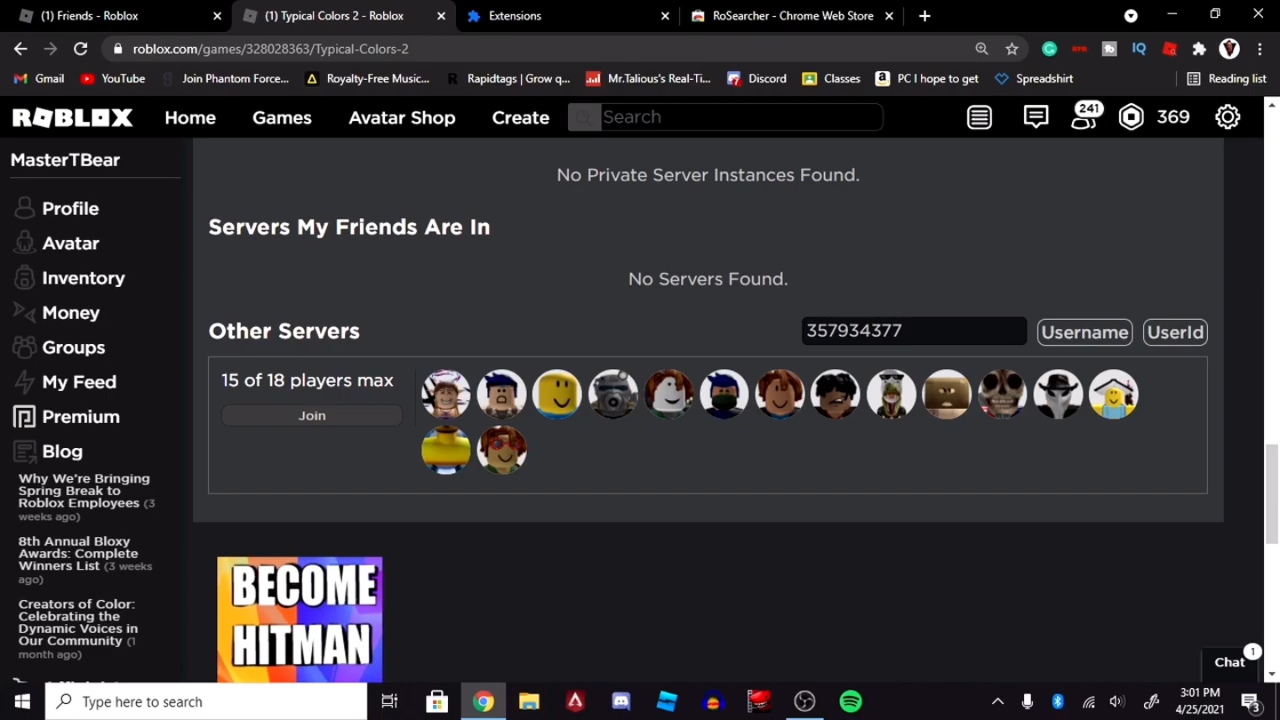 (1) Friends - Roblox
(1) Typical Colors 2 - Roblox
Extensions
RoSearcher - Chrome Web Store
roblox.com/games/328028363/Typical-Colors-2
Gmail
YouTube
Join Phantom Force...
Royalty-Free Music...
Rapidtags | Grow q...
Mr.Talious's Real-Ti...
Discord
Classes
PC I hope to get
Spreadshirt
Reading list
ROBLOX
Home
Games
Avatar Shop
Create
Search
241
369
MasterTBear
Profile
Avatar
Inventory
Money
Groups
My Feed
Premium
Blog
Why We're Bringing
Spring Break to
Roblox Employees (3
weeks ago)
8th Annual Bloxy
Awards: Complete
Winners List (3 weeks
ago)
Creators of Color:
Celebrating the
Dynamic Voices in
Our Community (1
month ago)
No Private Server Instances Found.
Servers My Friends Are In
No Servers Found.
Other Servers
357934377
Username
UserId
15 of 18 players max
Join
BECOME
HITMAN
Chat
1
Type here to search
3:01 PM
4/25/2021
3